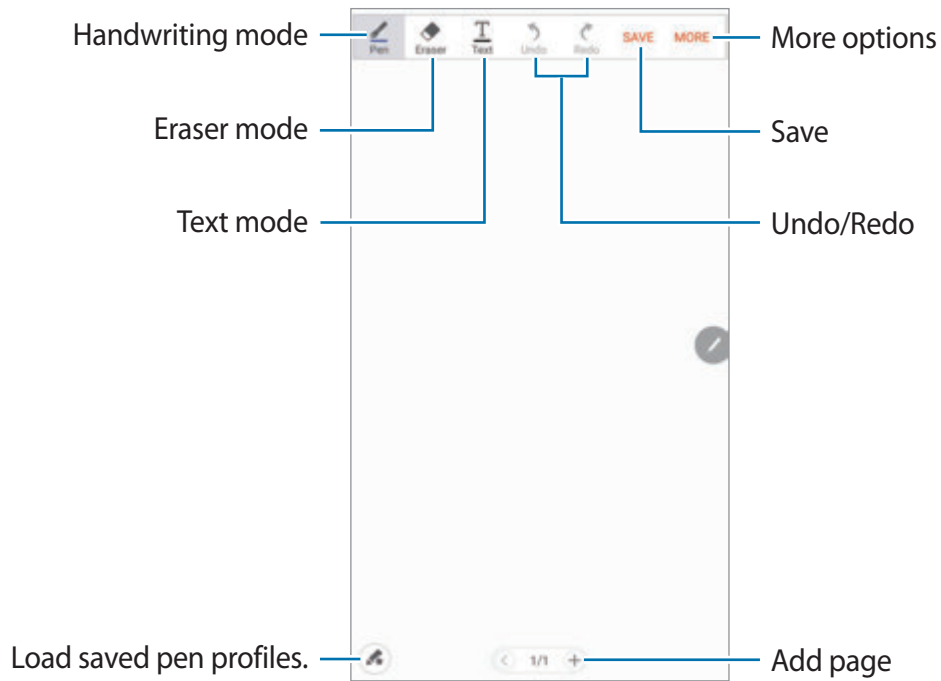 Handwriting mode
Pen
Eraser
Text
Undo
Redo
SAVE
MORE
More options
Eraser mode
Save
Text mode
Undo/Redo
Load saved pen profiles.
1/1
Add page